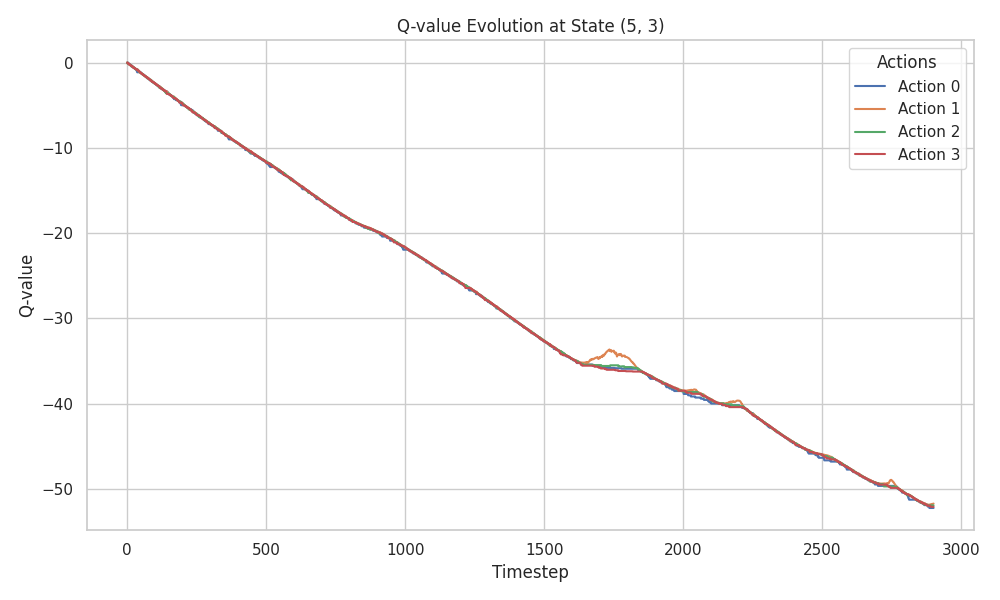 Q-value Evolution at State (5, 3)
Q-value
0
−10
−20
−30
−40
−50
Actions
Action 0
Action 1
Action 2
Action 3
0
500
1000
1500
2000
2500
3000
Timestep